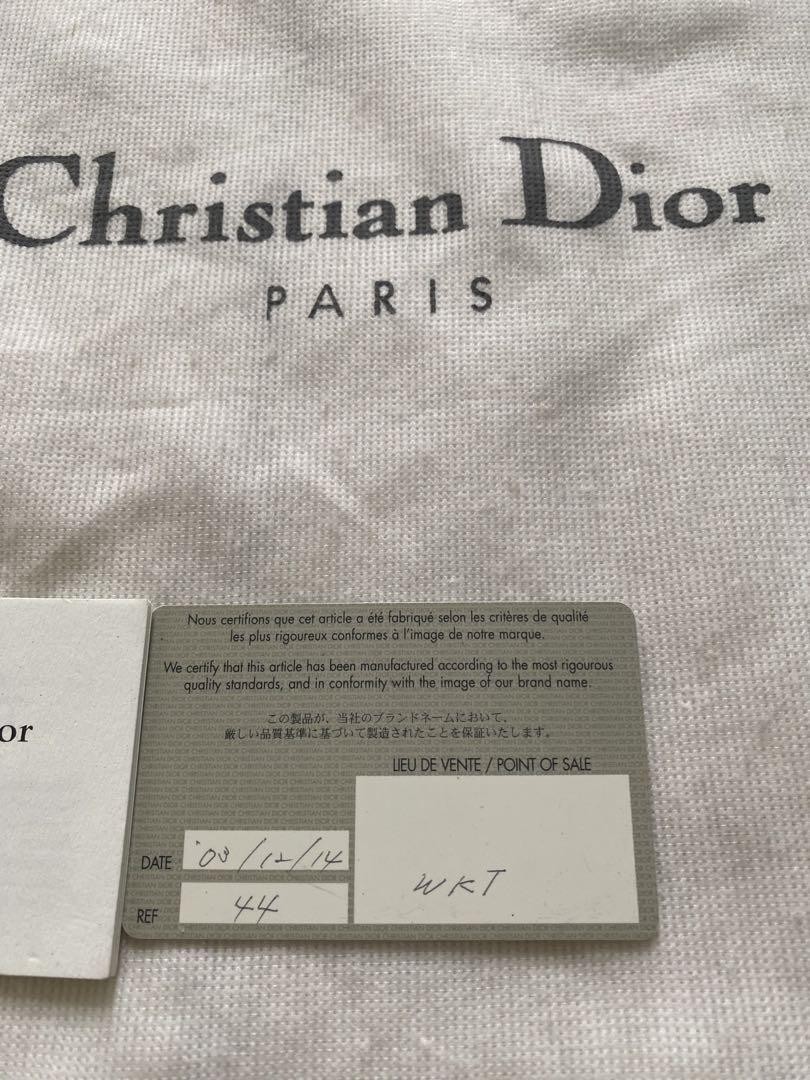 Christian Dior
PARIS
or
Nous certifions que cet article a été fabriqué selon les critères de qualité
les plus rigoureux conformes à l'image de notre marque.
We certify that this article has been manufactured according to the most rigourous
quality standards, and in conformity with the image of our brand name.
この製品が、当社のブランドネームにおいて、
厳しい品質基準に基づいて製造されたことを保証いたします。
LIEU DE VENTE / POINT OF SALE
DATE '03/12/14
REF 44
WKT